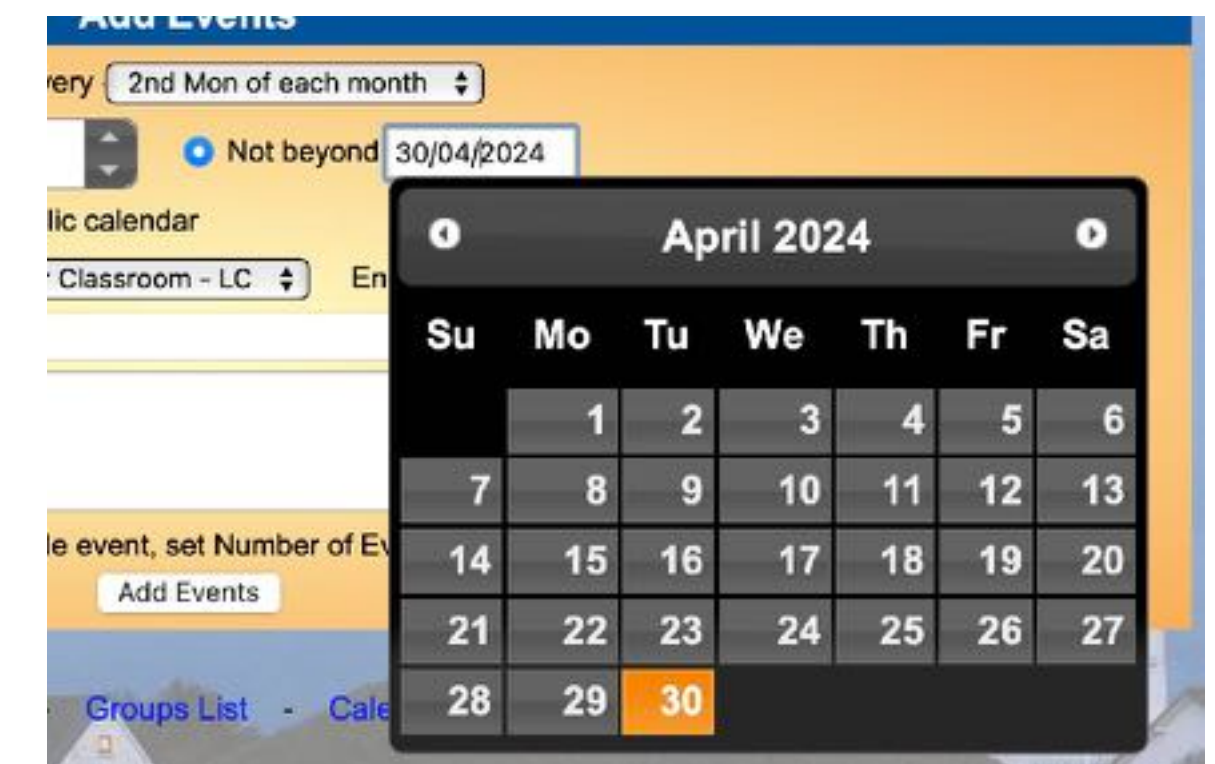 Add Events
very 2nd Mon of each month
Not beyond 30/04/2024
lic calendar
Classroom - LC En
April 2024
Su Mo Tu We Th Fr Sa
1 2 3 4 5 6
7 8 9 10 11 12 13
14 15 16 17 18 19 20
21 22 23 24 25 26 27
28 29 30
le event, set Number of Ev
Add Events
Groups List - Cale